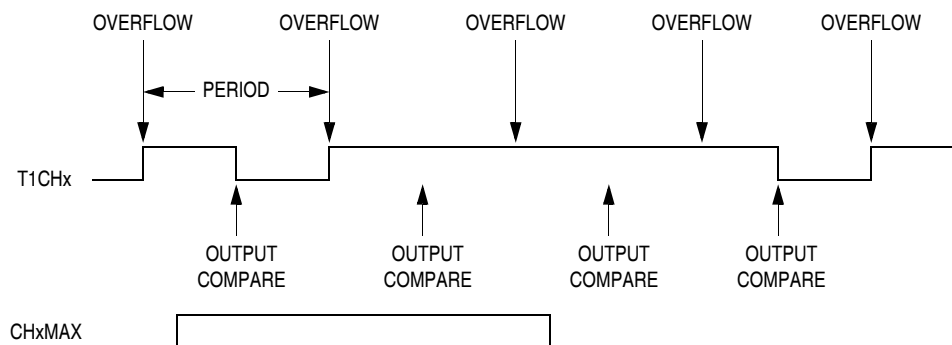 OVERFLOW OVERFLOW OVERFLOW OVERFLOW OVERFLOW
PERIOD
T1CHx
OUTPUT COMPARE
OUTPUT COMPARE
OUTPUT COMPARE
OUTPUT COMPARE
CHxMAX